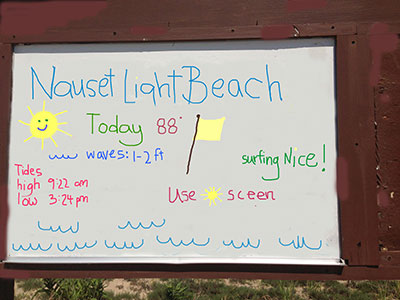 Nauset Light Beach
Today 88°
waves: 1-2 ft
surfing Nice!
Tides
high 9:22 am
low 3:24 pm
Use sceen